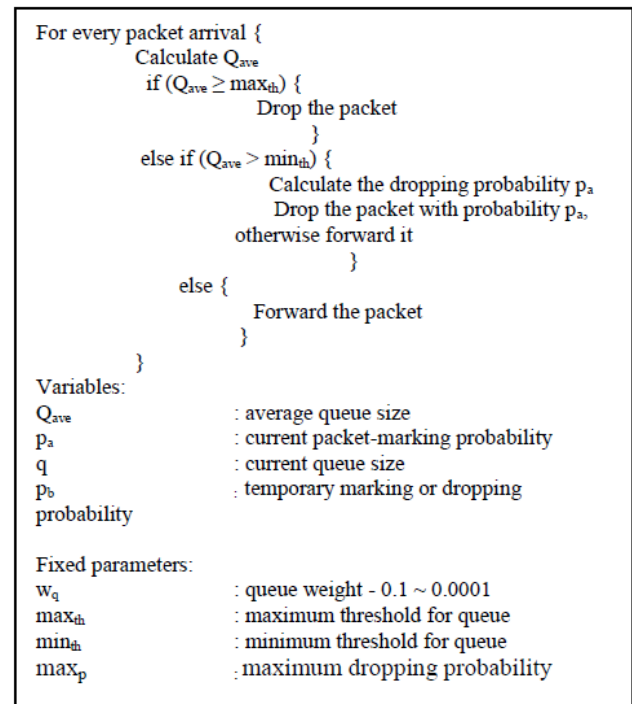 For every packet arrival {
Calculate Qave
if (Qave ≥ maxth) {
Drop the packet
}
else if (Qave > minth) {
Calculate the dropping probability pa
Drop the packet with probability pa,
otherwise forward it
}
else {
Forward the packet
}
}
Variables:
Qave : average queue size
pa : current packet-marking probability
q : current queue size
pb : temporary marking or dropping
probability
Fixed parameters:
wq : queue weight - 0.1 ~ 0.0001
maxth : maximum threshold for queue
minth : minimum threshold for queue
maxp : maximum dropping probability